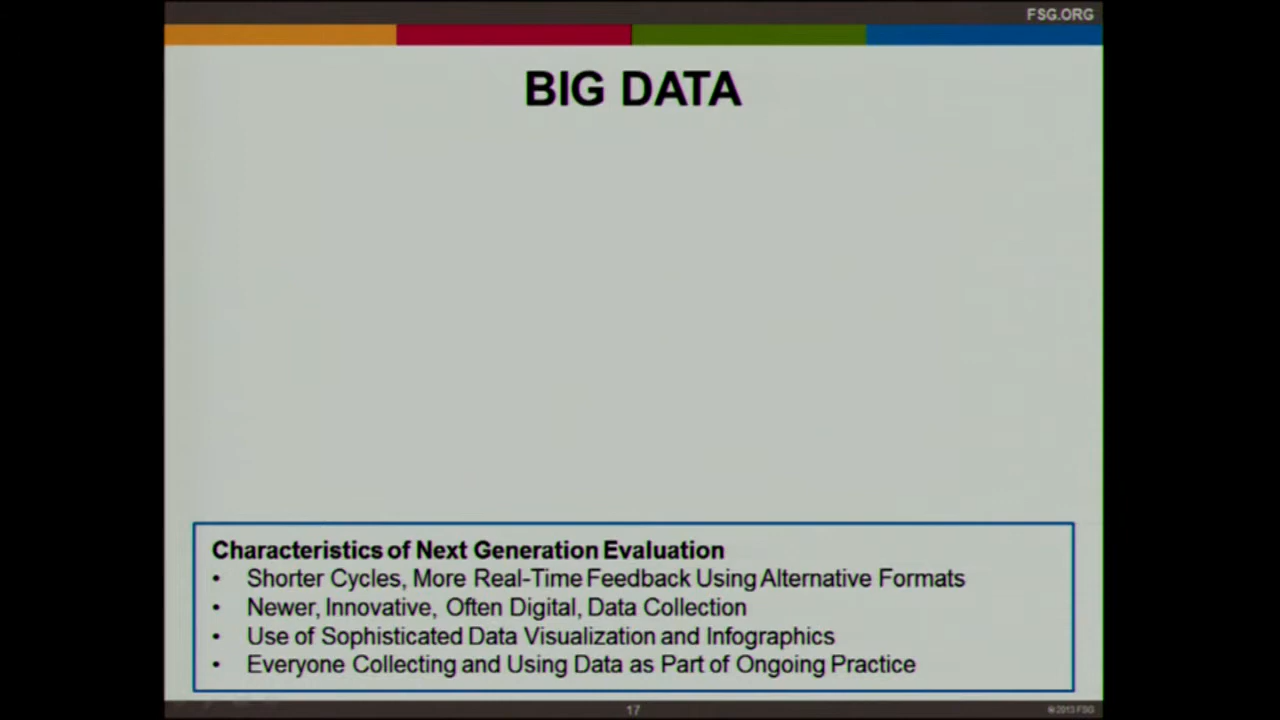 FSG.ORG
BIG DATA
Characteristics of Next Generation Evaluation
• Shorter Cycles, More Real-Time Feedback Using Alternative Formats
• Newer, Innovative, Often Digital, Data Collection
• Use of Sophisticated Data Visualization and Infographics
• Everyone Collecting and Using Data as Part of Ongoing Practice
17
© 2013 FSG